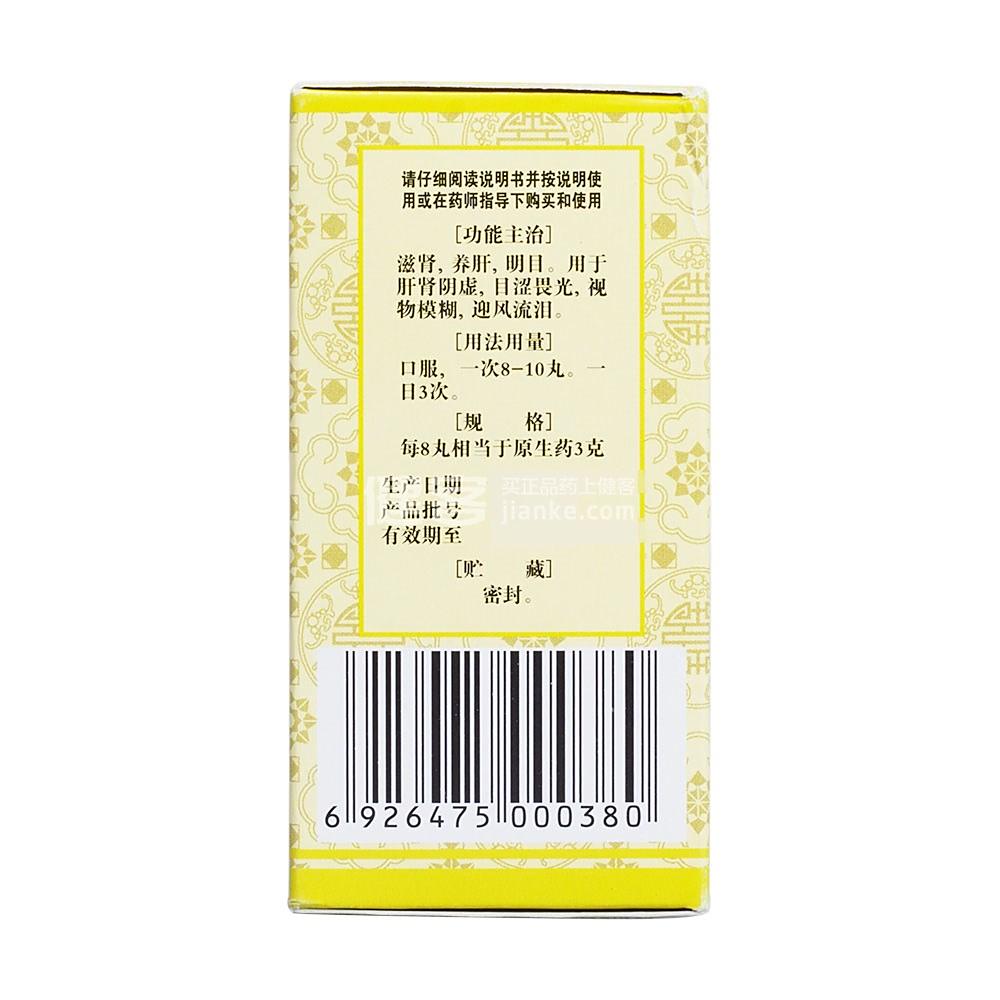 请仔细阅读说明书并按说明使
用或在药师指导下购买和使用
[功能主治]
滋肾, 养肝, 明目。用于
肝肾阴虚, 目涩畏光, 视
物模糊, 迎风流泪。
[用法用量]
口服, 一次8-10丸。一
日3次。
[规 格]
每8丸相当于原生药3克
生产日期
产品批号
有效期至
健客 买正品药上健客
jianke.com
[贮 藏]
密封。
6 926475 000380